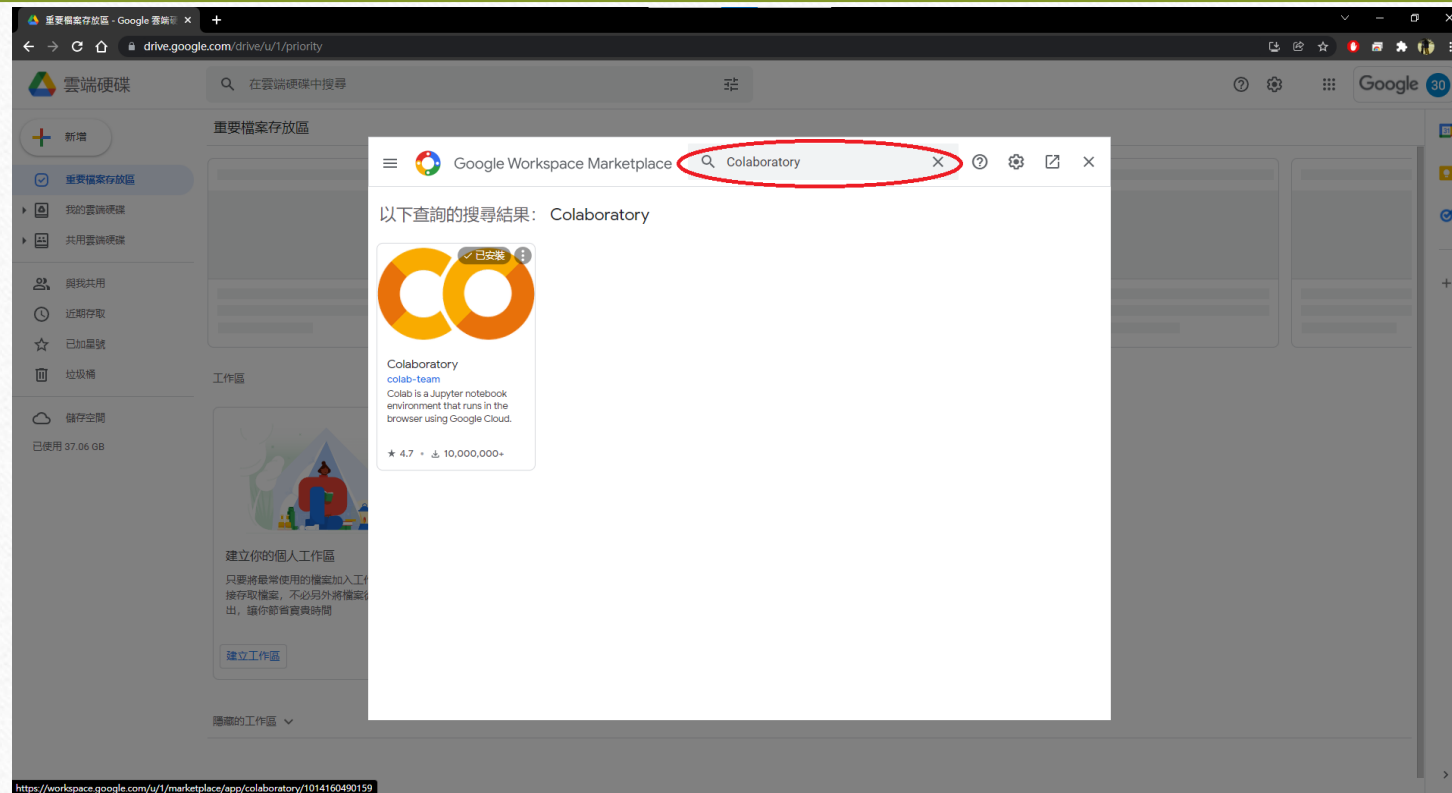 重要檔案存放區 - Google 雲端硬
drive.google.com/drive/u/1/priority
雲端硬碟
在雲端硬碟中搜尋
Google
30
新增
重要檔案存放區
我的雲端硬碟
共用雲端硬碟
與我共用
近期存取
已加星號
垃圾桶
儲存空間
已使用 37.06 GB
重要檔案存放區
Google Workspace Marketplace
Colaboratory
以下查詢的搜尋結果: Colaboratory
已安裝
Colaboratory
colab-team
Colab is a Jupyter notebook
environment that runs in the
browser using Google Cloud.
4.7 • 10,000,000+
工作區
建立你的個人工作區
只要將最常使用的檔案加入工
接存取檔案，不必另外將檔案
出，讓你節省寶貴時間
建立工作區
隱藏的工作區
31
https://workspace.google.com/u/1/marketplace/app/colaboratory/1014160490159